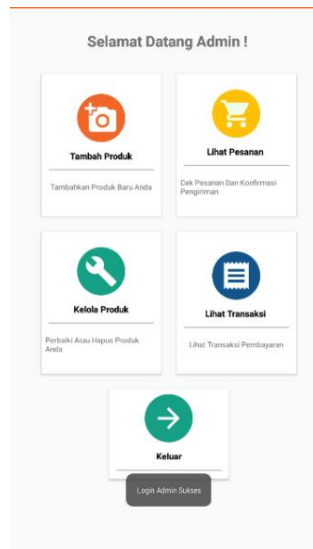 Selamat Datang Admin !
Tambah Produk
Tambahkan Produk Baru Anda
Lihat Pesanan
Cek Pesanan Dan Konfirmasi
Pengiriman
Kelola Produk
Perbaiki Atau Hapus Produk
Anda
Lihat Transaksi
Lihat Transaksi Pembayaran
Keluar
Login Admin Sukses